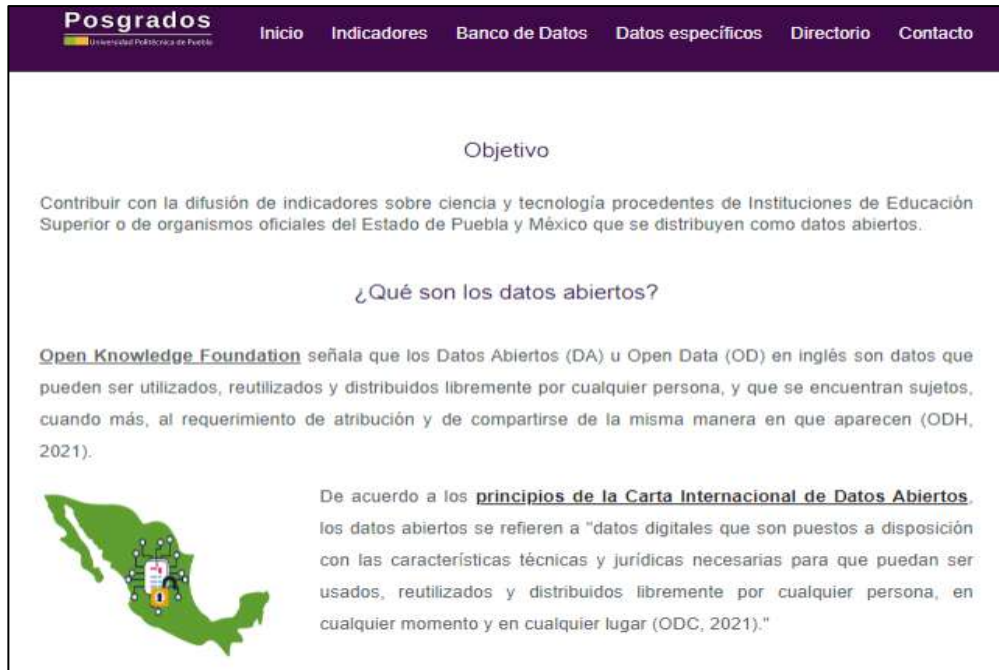 Posgrados
Universidad Politécnica de Puebla
Inicio Indicadores Banco de Datos Datos específicos Directorio Contacto
Objetivo
Contribuir con la difusión de indicadores sobre ciencia y tecnología procedentes de Instituciones de Educación
Superior o de organismos oficiales del Estado de Puebla y México que se distribuyen como datos abiertos.
¿Qué son los datos abiertos?
Open Knowledge Foundation señala que los Datos Abiertos (DA) u Open Data (OD) en inglés son datos que
pueden ser utilizados, reutilizados y distribuidos libremente por cualquier persona, y que se encuentran sujetos,
cuando más, al requerimiento de atribución y de compartirse de la misma manera en que aparecen (ODH,
2021).
De acuerdo a los principios de la Carta Internacional de Datos Abiertos,
los datos abiertos se refieren a "datos digitales que son puestos a disposición
con las características técnicas y jurídicas necesarias para que puedan ser
usados, reutilizados y distribuidos libremente por cualquier persona, en
cualquier momento y en cualquier lugar (ODC, 2021)."